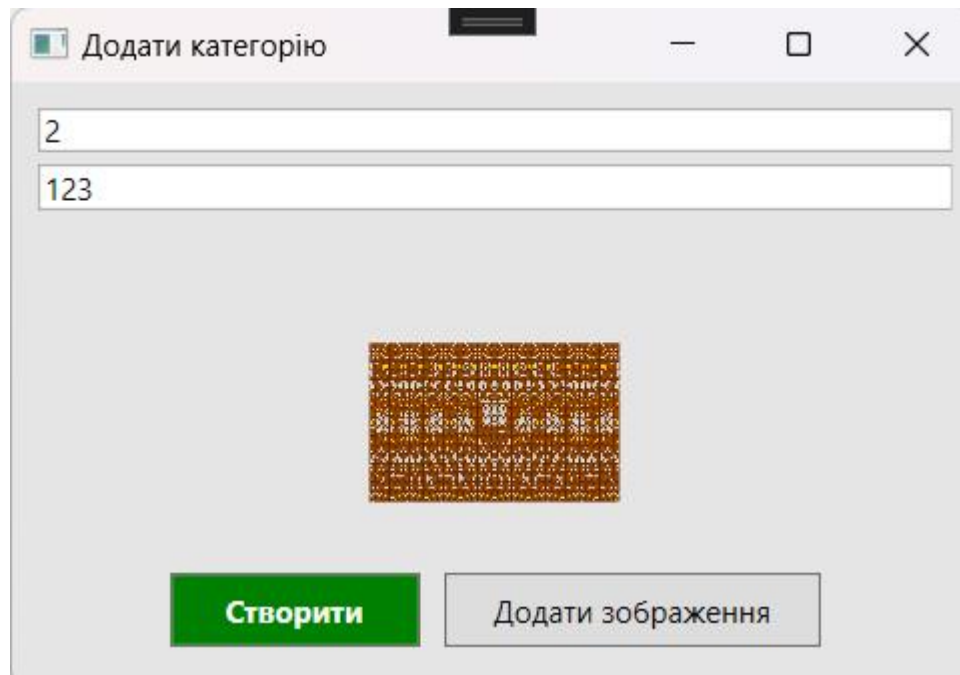 Додати категорію
2
123
Створити
Додати зображення